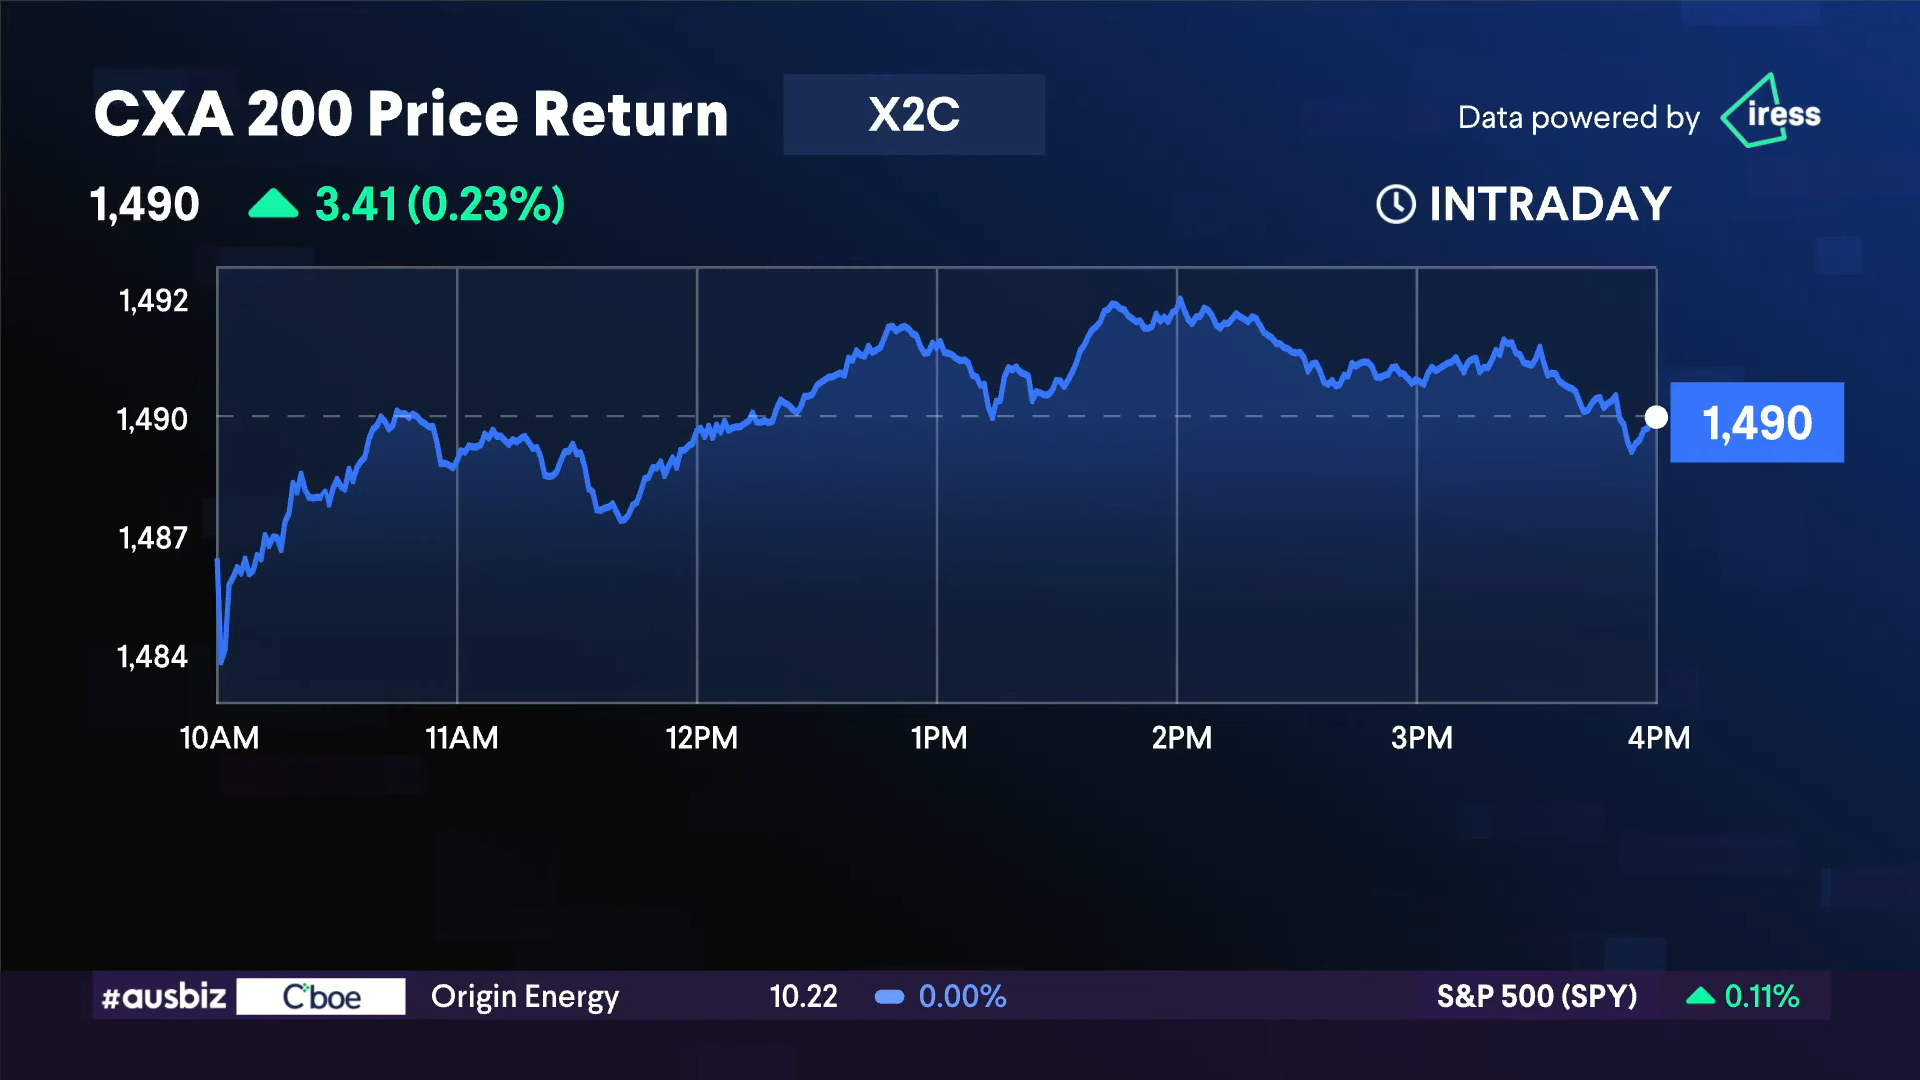 CXA 200 Price Return
X2C
Data powered by iress
1,490 3.41 (0.23%)
INTRADAY
1,492
1,490
1,487
1,484
1,490
10AM 11AM 12PM 1PM 2PM 3PM 4PM
#ausbiz Cboe Origin Energy 10.22 0.00% S&P 500 (SPY) 0.11%